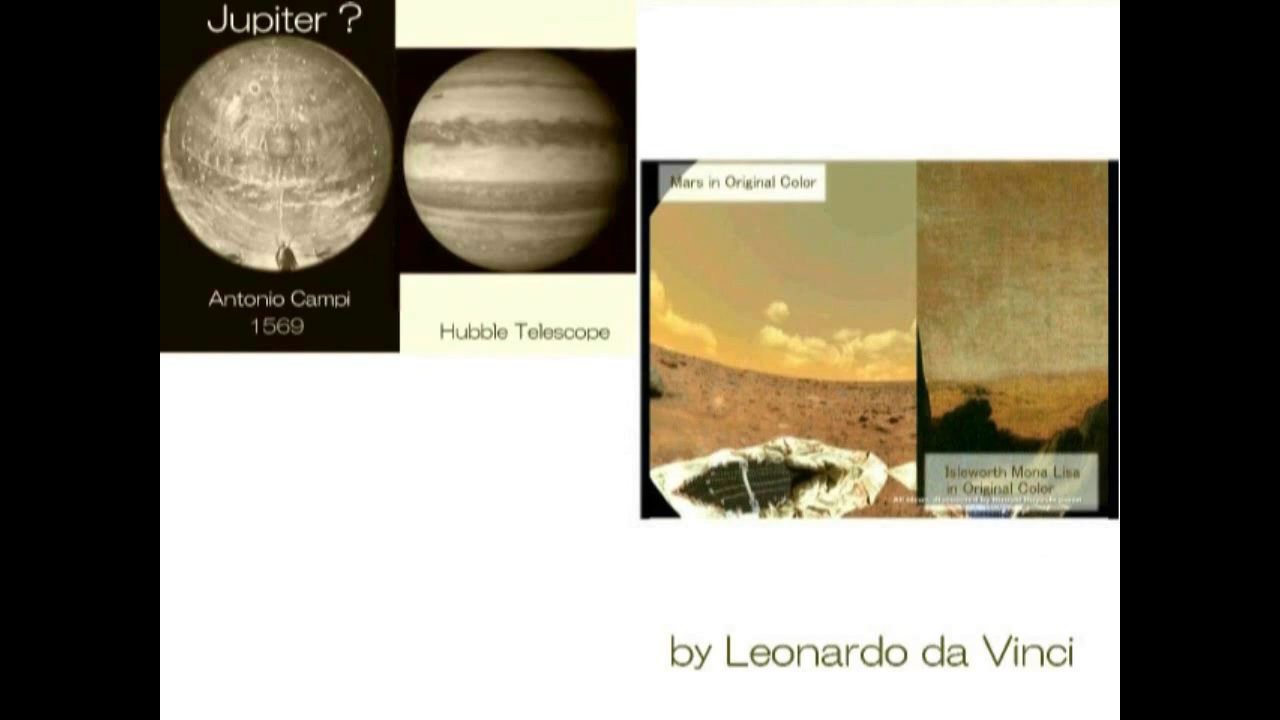 Jupiter ?
Antonio Campi
1569
Hubble Telescope
Mars in Original Color
Isleworth Mona Lisa
in Original Color
by Leonardo da Vinci